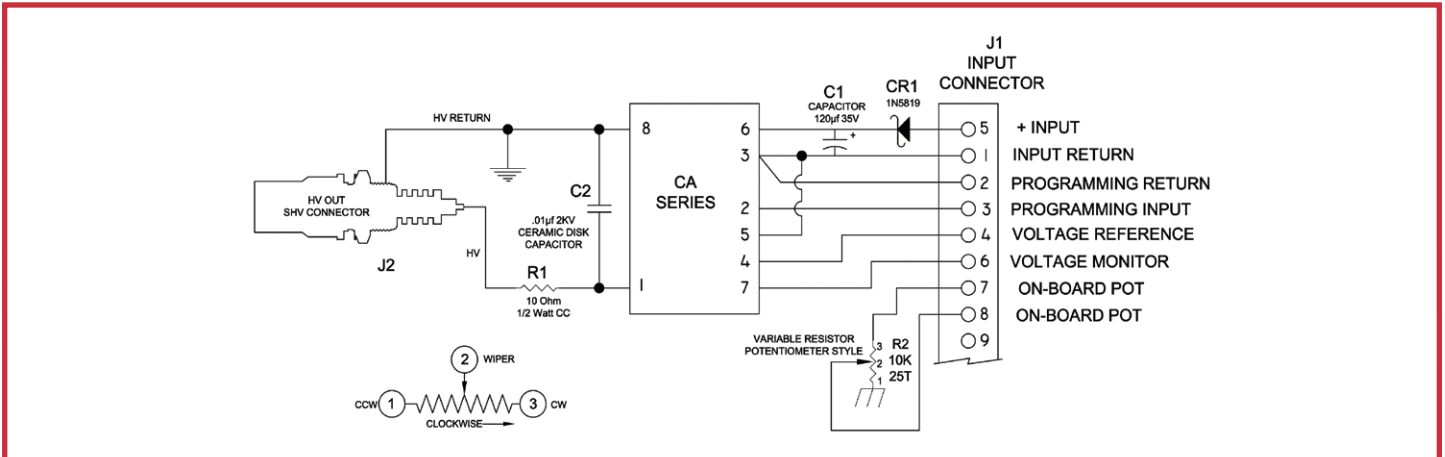 J1
INPUT
CONNECTOR
C1
CAPACITOR
120µf 35V
+
CR1
1N5819
HV RETURN
8
6
3
2
5
4
7
1
CA
SERIES
5 + INPUT
1 INPUT RETURN
2 PROGRAMMING RETURN
3 PROGRAMMING INPUT
4 VOLTAGE REFERENCE
6 VOLTAGE MONITOR
7 ON-BOARD POT
8 ON-BOARD POT
9
HV OUT
SHV CONNECTOR
J2
HV
C2
.01µf 2KV
CERAMIC DISK
CAPACITOR
R1
10 Ohm
1/2 Watt CC
VARIABLE RESISTOR
POTENTIOMETER STYLE
3
2
1
R2
10K
25T
2 WIPER
CCW 1
3 CW
CLOCKWISE